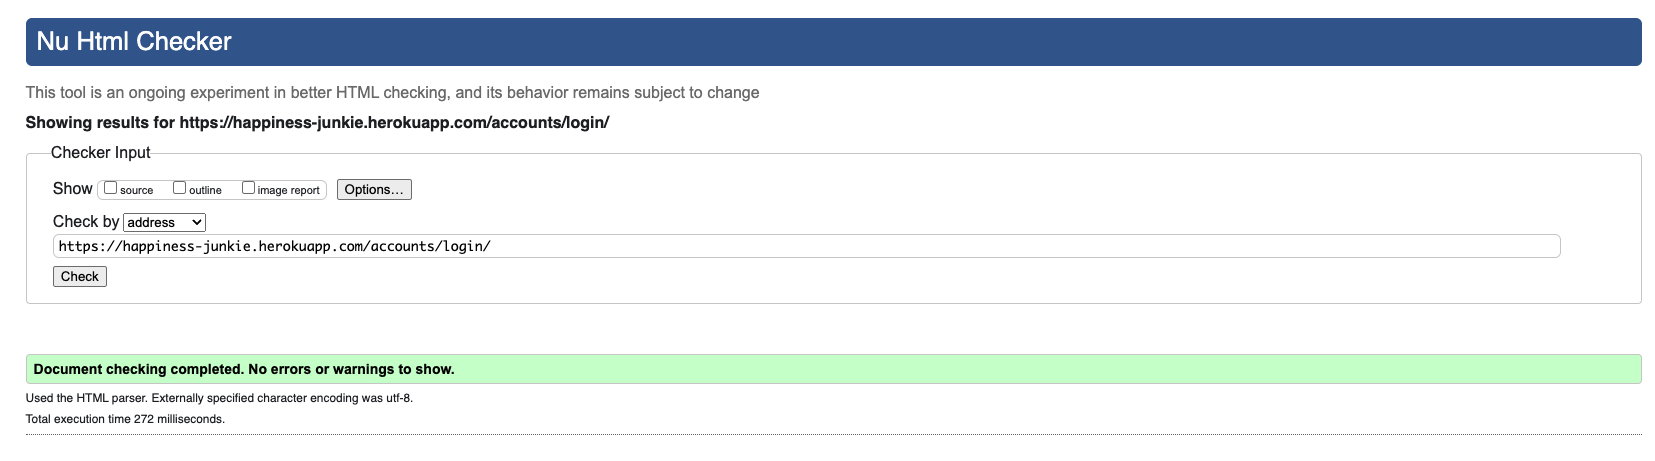 Nu Html Checker
This tool is an ongoing experiment in better HTML checking, and its behavior remains subject to change
Showing results for https://happiness-junkie.herokuapp.com/accounts/login/
Checker Input
Show source outline image report Options...
Check by address
https://happiness-junkie.herokuapp.com/accounts/login/
Check
Document checking completed. No errors or warnings to show.
Used the HTML parser. Externally specified character encoding was utf-8.
Total execution time 272 milliseconds.